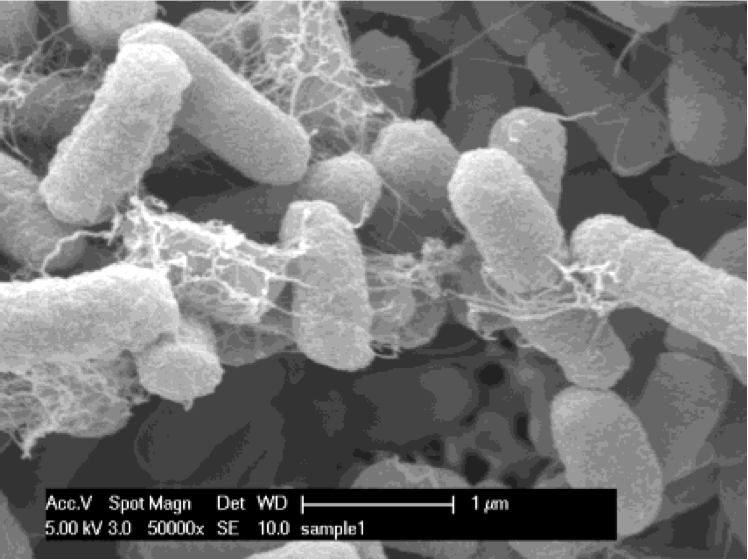 Acc.V Spot Magn Det WD 1 μm
5.00 kV 3.0 50000x SE 10.0 sample1